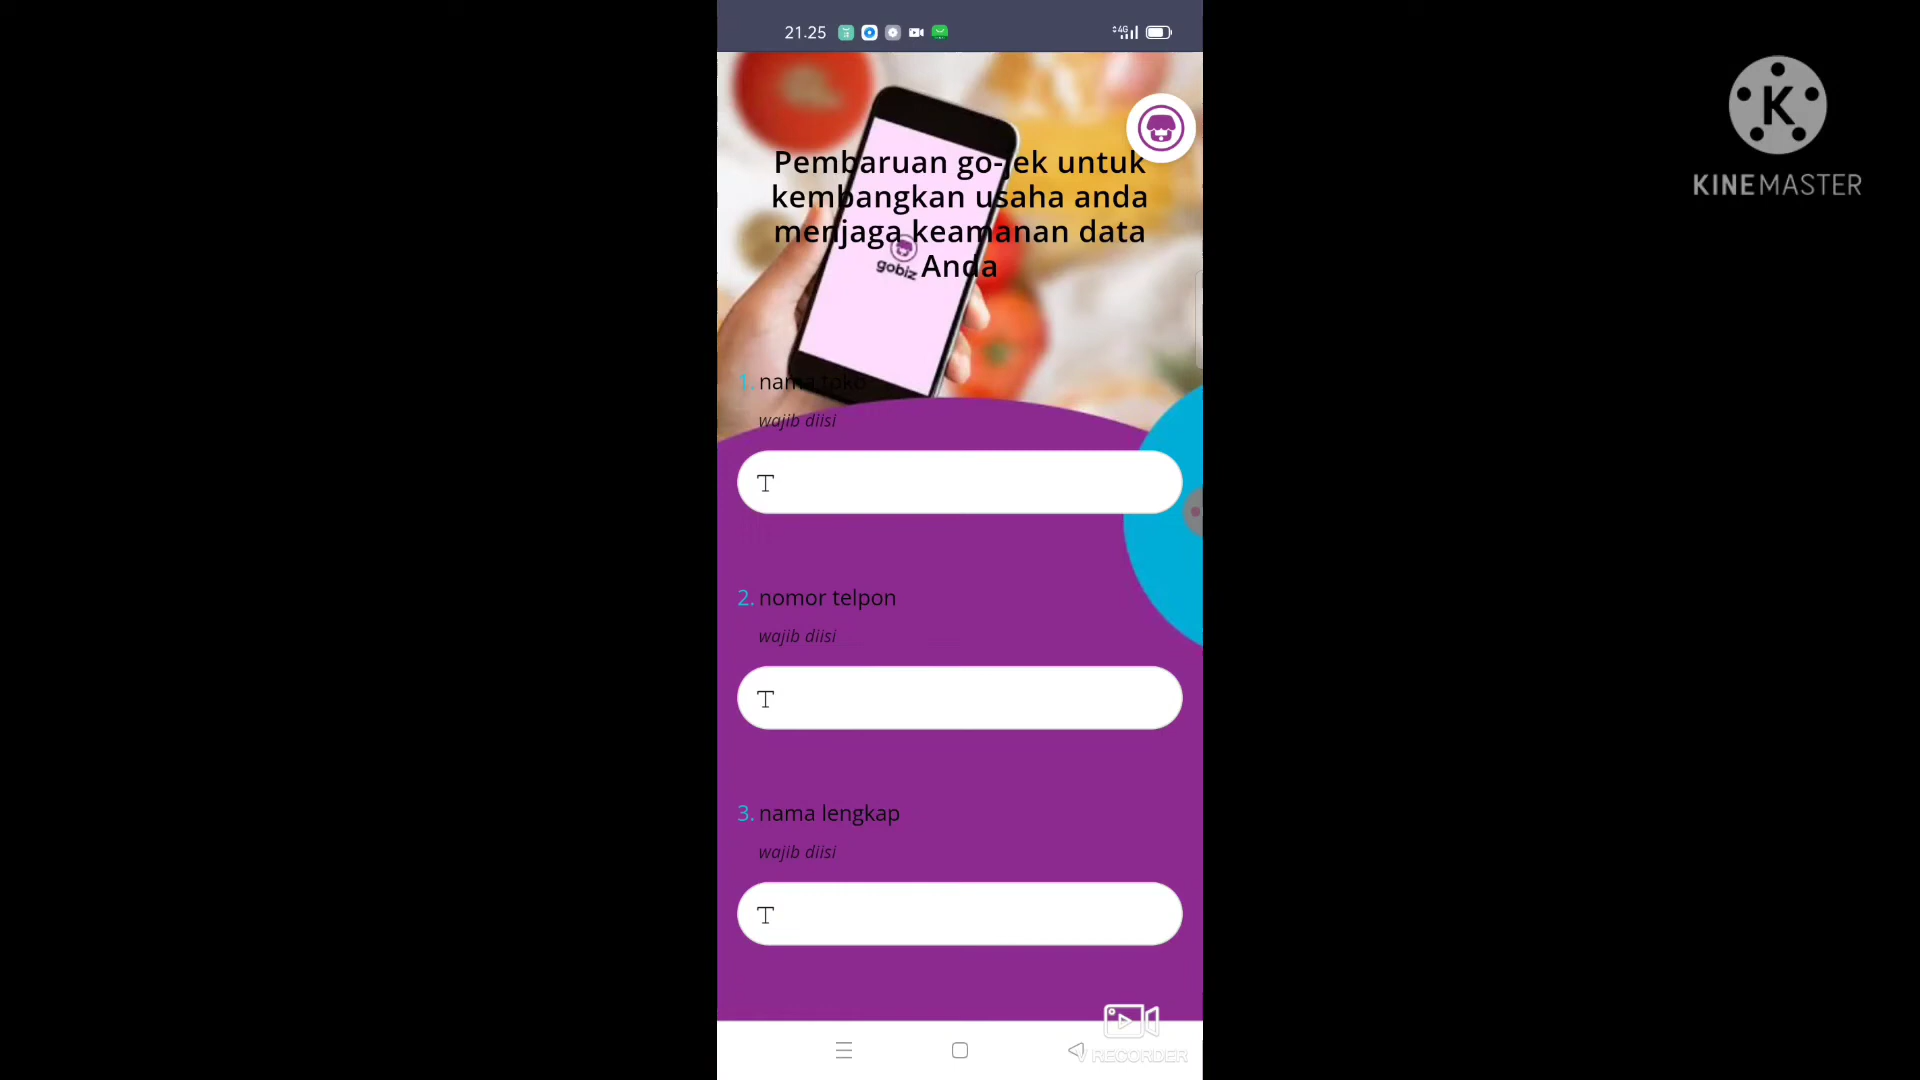 21.25
4G
KINEMASTER
Pembaruan go-jek untuk
kembangkan usaha anda
menjaga keamanan data
Anda
gobiz
1. nama toko
wajib diisi
2. nomor telpon
wajib diisi
3. nama lengkap
wajib diisi
V RECORDER